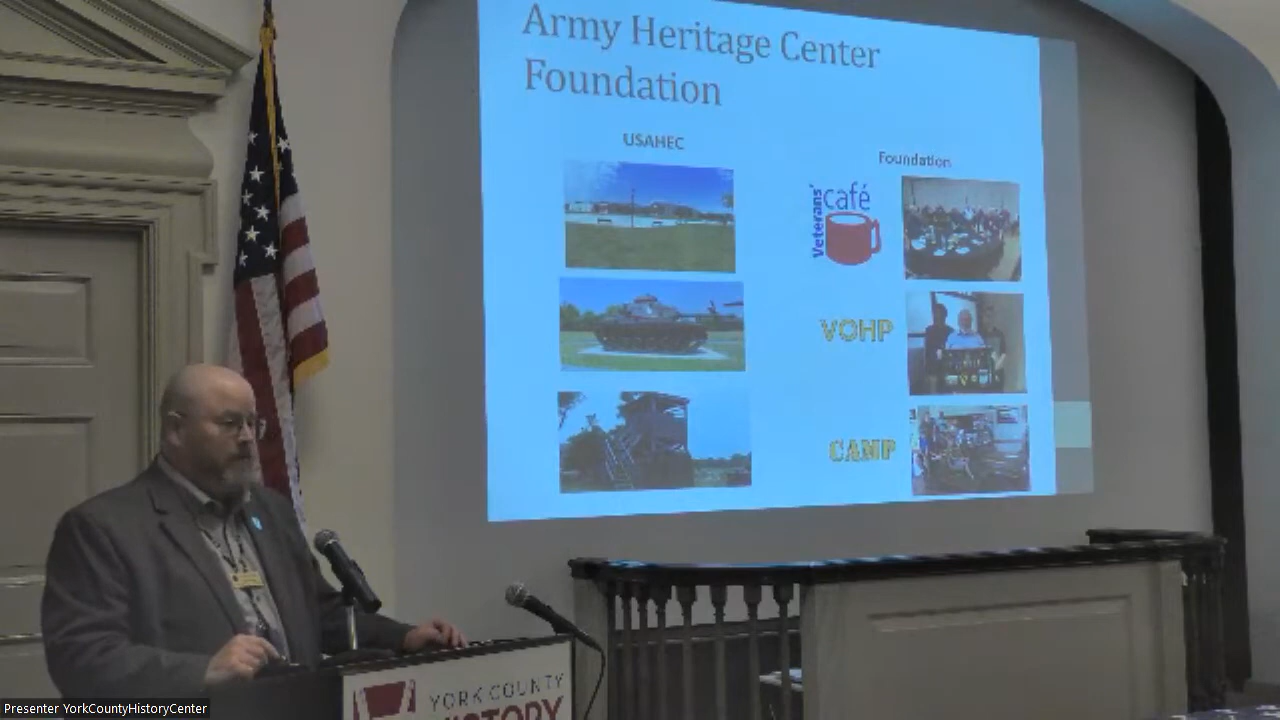 Army Heritage Center
Foundation
USAHEC
Foundation
Veterans'
café
VOHP
CAMP
YORK COUNTY
HISTORY
Presenter YorkCountyHistoryCenter